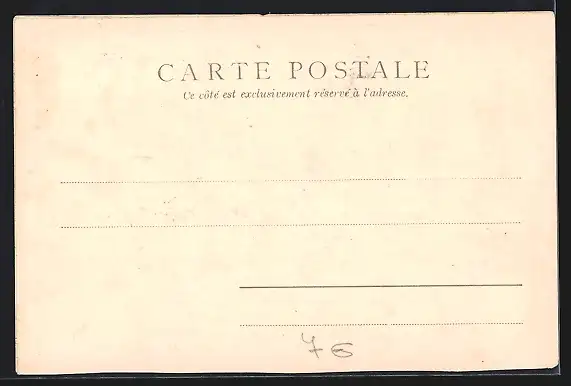 CARTE POSTALE
Ce côté est exclusivement réservé à l'adresse.
76